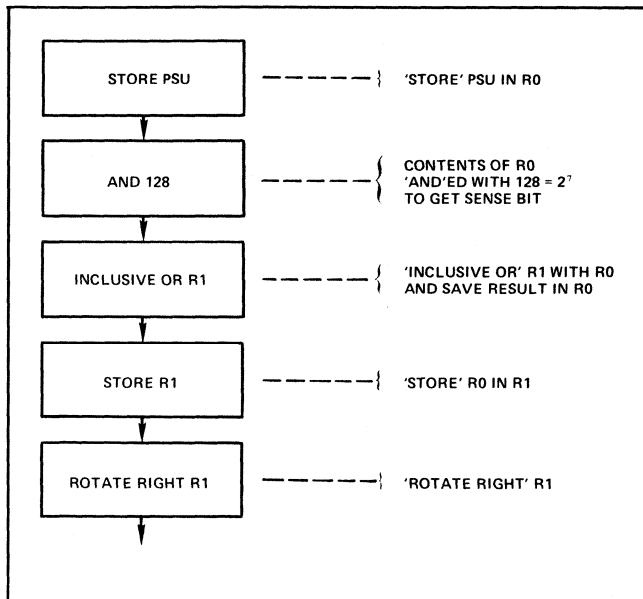 STORE PSU
'STORE' PSU IN R0
AND 128
CONTENTS OF R0
'AND'ED WITH 128 = 2⁷
TO GET SENSE BIT
INCLUSIVE OR R1
'INCLUSIVE OR' R1 WITH R0
AND SAVE RESULT IN R0
STORE R1
'STORE' R0 IN R1
ROTATE RIGHT R1
'ROTATE RIGHT' R1